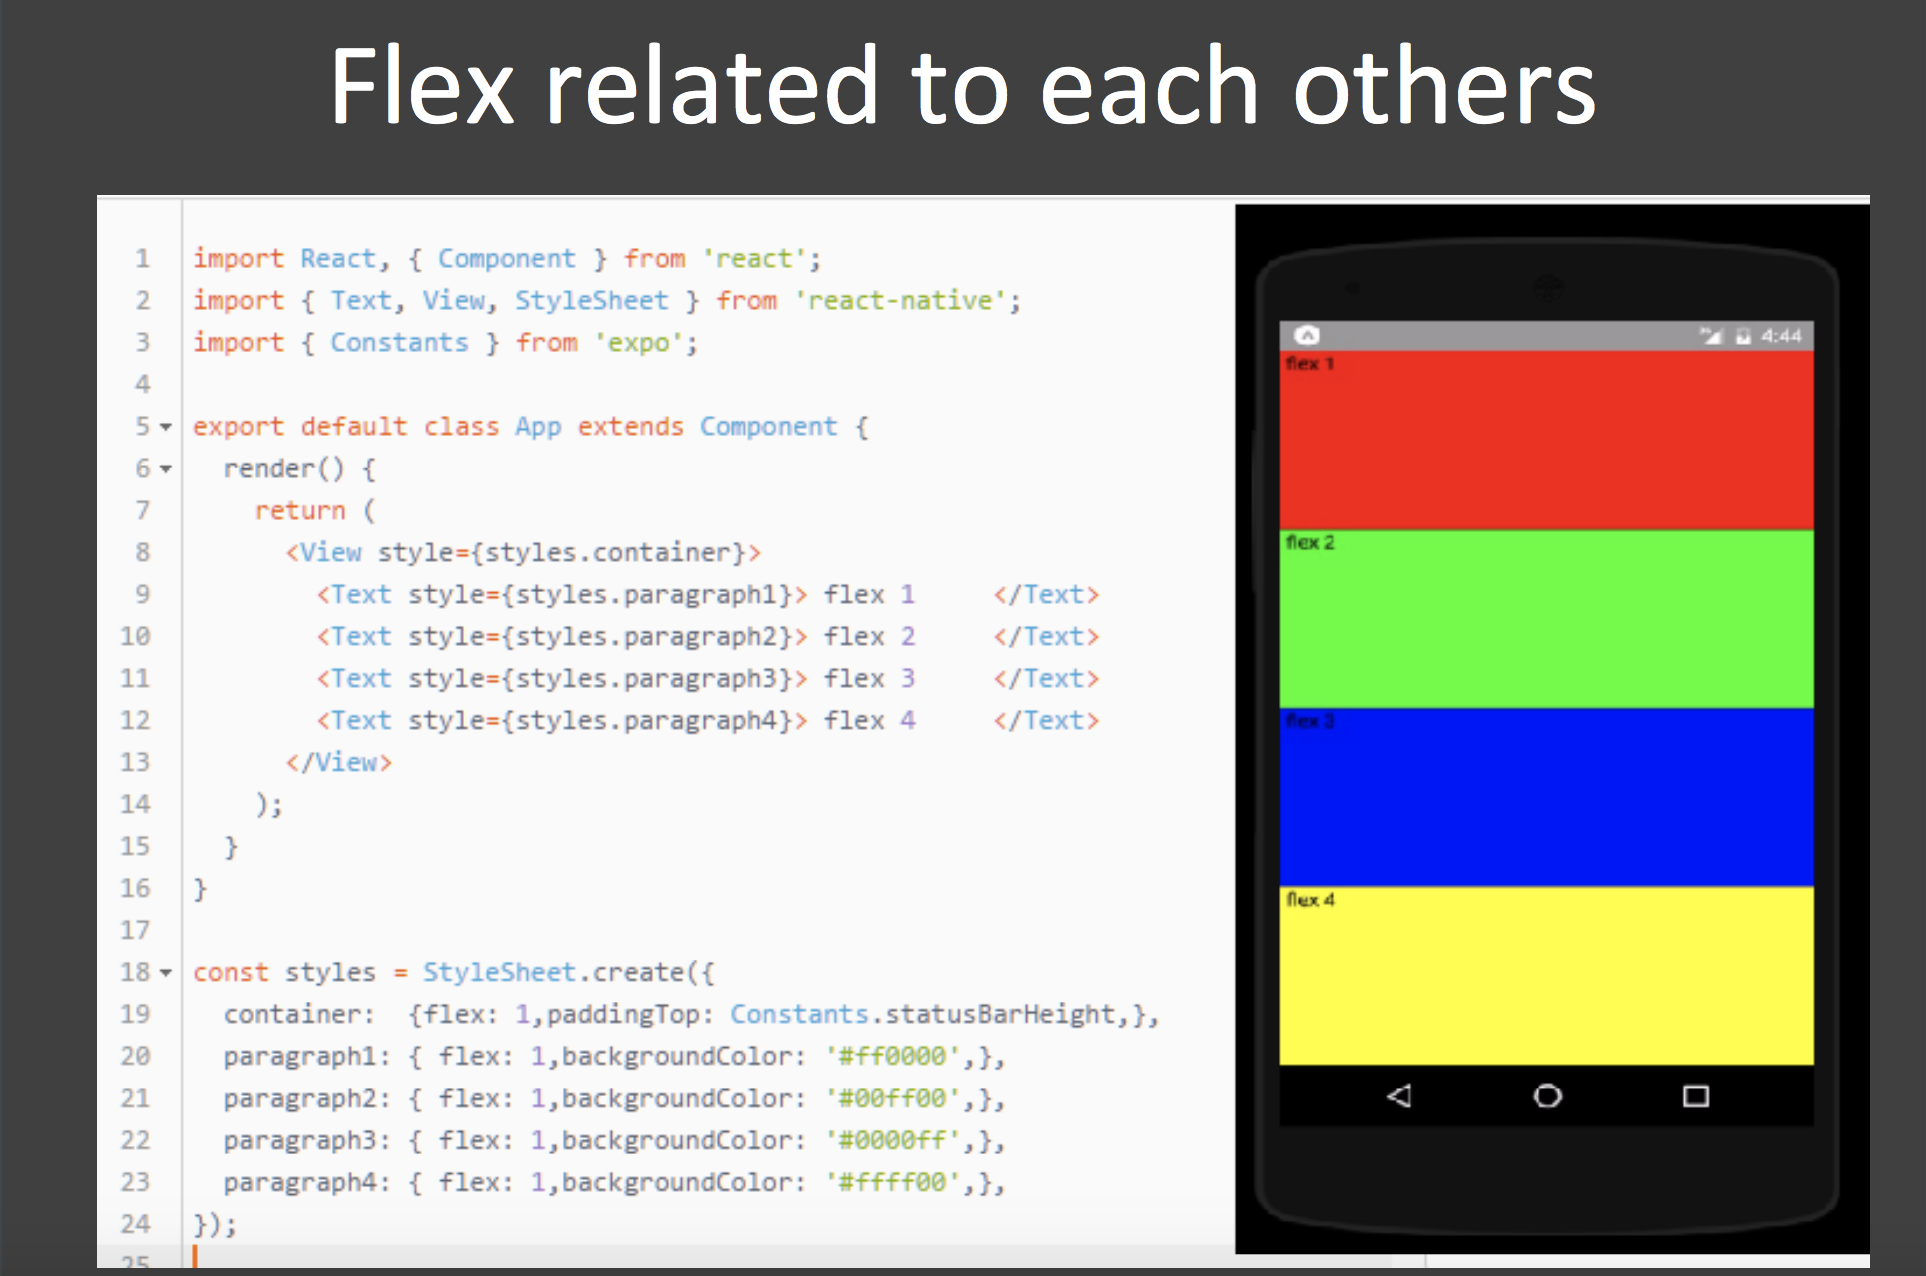 Flex related to each others
1 import React, { Component } from 'react';
2 import { Text, View, StyleSheet } from 'react-native';
3 import { Constants } from 'expo';
4
5 export default class App extends Component {
6   render() {
7     return (
8       <View style={styles.container}>
9         <Text style={styles.paragraph1}> flex 1     </Text>
10         <Text style={styles.paragraph2}> flex 2     </Text>
11         <Text style={styles.paragraph3}> flex 3     </Text>
12         <Text style={styles.paragraph4}> flex 4     </Text>
13       </View>
14     );
15   }
16 }
17
18 const styles = StyleSheet.create({
19   container:  {flex: 1,paddingTop: Constants.statusBarHeight,},
20   paragraph1: { flex: 1,backgroundColor: '#ff0000',},
21   paragraph2: { flex: 1,backgroundColor: '#00ff00',},
22   paragraph3: { flex: 1,backgroundColor: '#0000ff',},
23   paragraph4: { flex: 1,backgroundColor: '#ffff00',},
24 });
25
4:44
flex 1
flex 2
flex 3
flex 4